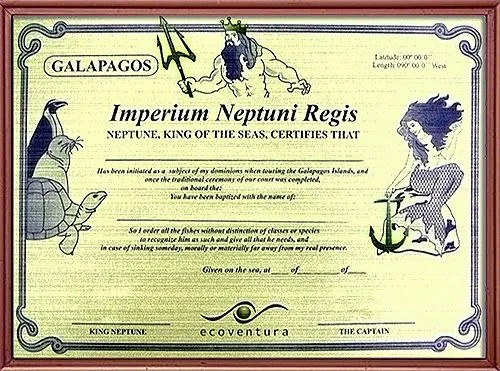 GALAPAGOS
Latitude: 00° 00 0"
Length: 090° 00 0" West
Imperium Neptuni Regis
NEPTUNE, KING OF THE SEAS, CERTIFIES THAT
Has been initiated as a subject of my dominions when touring the Galapagos Islands, and
once the traditional ceremony of our court was completed,
on board the:
You have been baptized with the name of:
So I order all the fishes without distinction of classes or species
to recognize him as such and give all that he needs, and
in case of sinking someday, morally or materially far away from my real presence.
Given on the sea, at ____ of ________ of ____
KING NEPTUNE
ecoventura
THE CAPTAIN